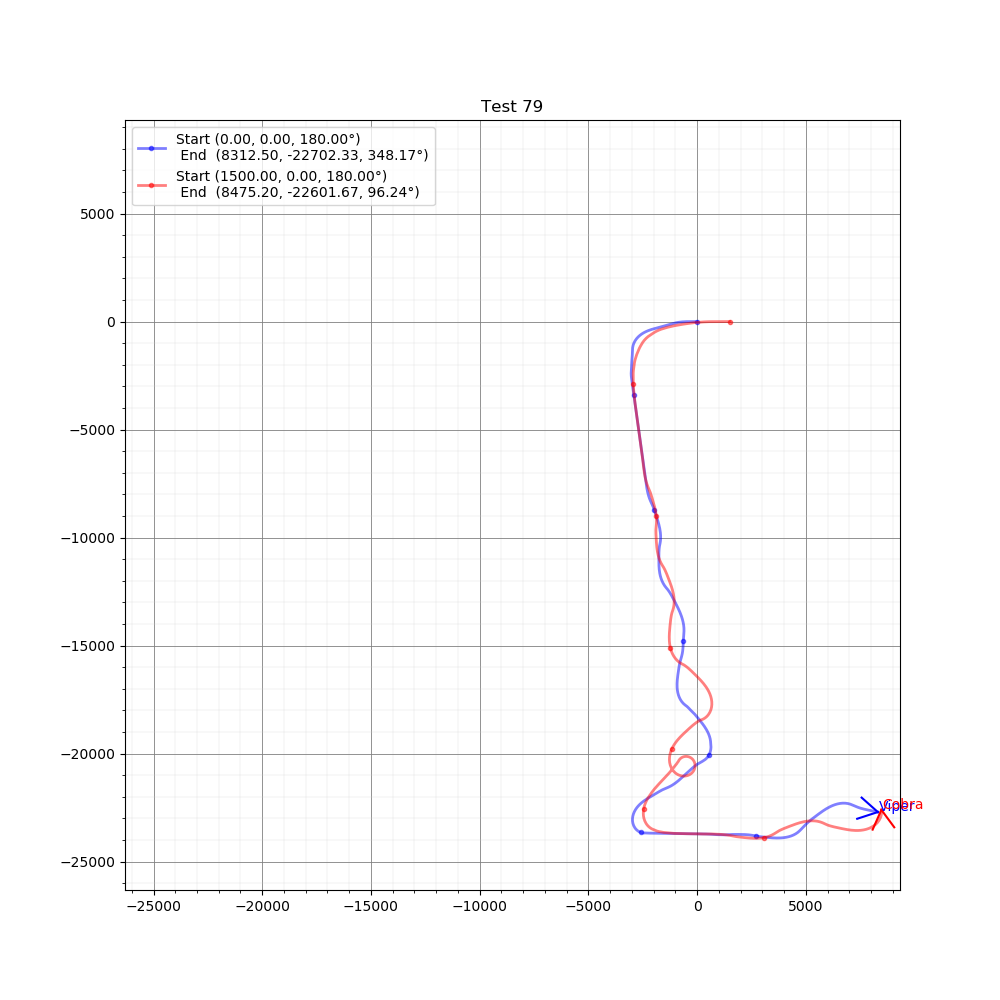 Test 79
Start (0.00, 0.00, 180.00°)
End  (8312.50, -22702.33, 348.17°)
Start (1500.00, 0.00, 180.00°)
End  (8475.20, -22601.67, 96.24°)
5000
0
−5000
−10000
−15000
−20000
−25000
Cobra
Viper
−25000 −20000 −15000 −10000 −5000 0 5000